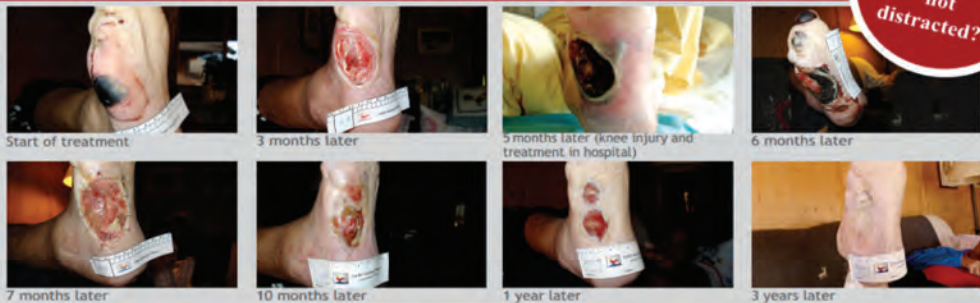 not
distracted?
Start of treatment
3 months later
5 months later (knee injury and
treatment in hospital)
6 months later
7 months later
10 months later
1 year later
3 years later